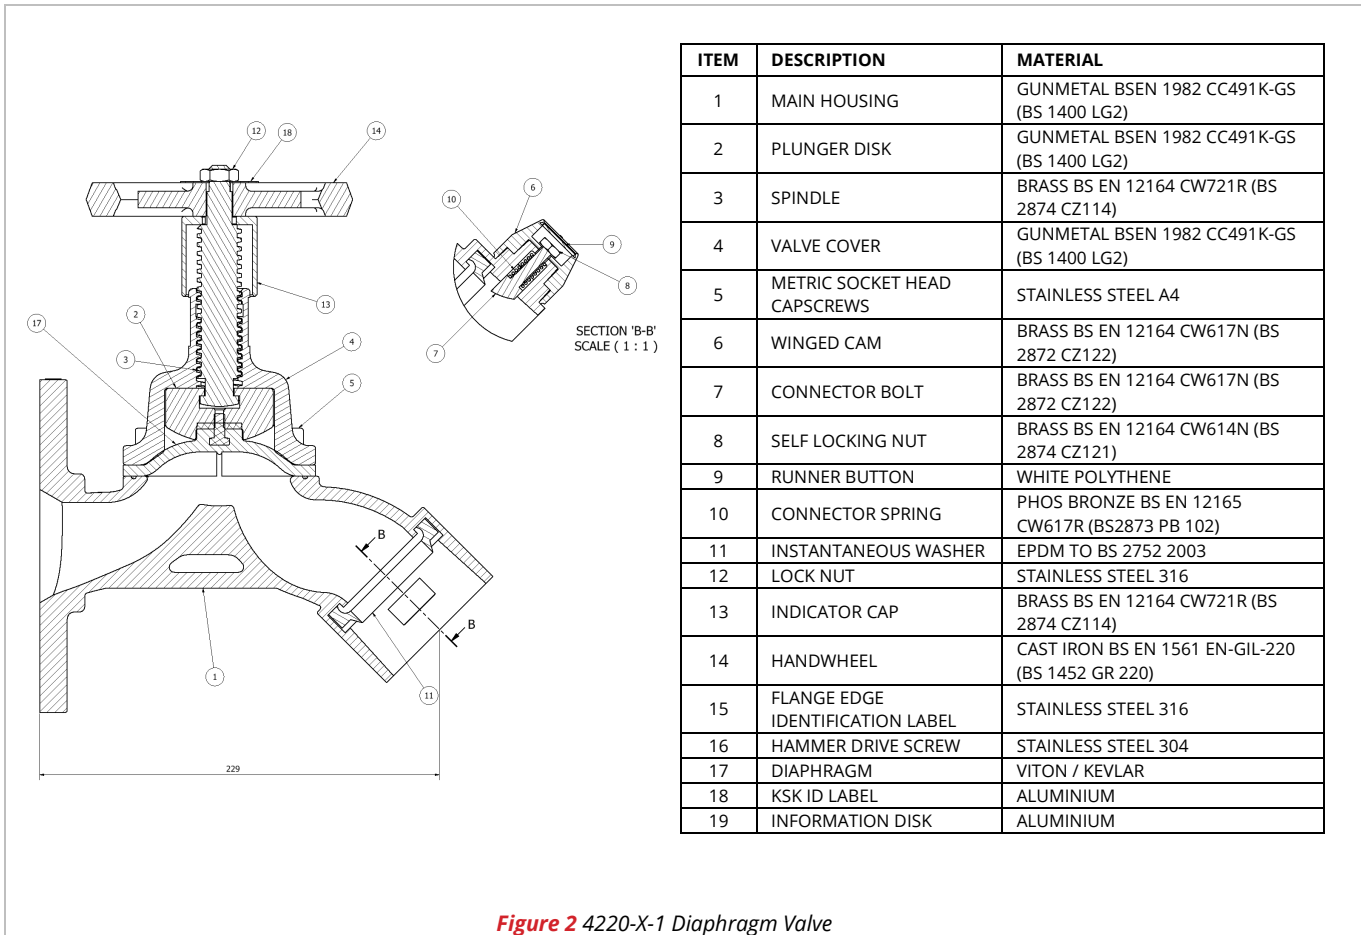 12
18
14
10
6
9
8
7
SECTION 'B-B'
SCALE ( 1 : 1 )
13
2
17
3
4
5
B
B
1
11
229
ITEM DESCRIPTION MATERIAL
1 MAIN HOUSING GUNMETAL BSEN 1982 CC491K-GS
(BS 1400 LG2)
2 PLUNGER DISK GUNMETAL BSEN 1982 CC491K-GS
(BS 1400 LG2)
3 SPINDLE BRASS BS EN 12164 CW721R (BS
2874 CZ114)
4 VALVE COVER GUNMETAL BSEN 1982 CC491K-GS
(BS 1400 LG2)
5 METRIC SOCKET HEAD
CAPSCREWS STAINLESS STEEL A4
6 WINGED CAM BRASS BS EN 12164 CW617N (BS
2872 CZ122)
7 CONNECTOR BOLT BRASS BS EN 12164 CW617N (BS
2872 CZ122)
8 SELF LOCKING NUT BRASS BS EN 12164 CW614N (BS
2874 CZ121)
9 RUNNER BUTTON WHITE POLYTHENE
10 CONNECTOR SPRING PHOS BRONZE BS EN 12165
CW617R (BS2873 PB 102)
11 INSTANTANEOUS WASHER EPDM TO BS 2752 2003
12 LOCK NUT STAINLESS STEEL 316
13 INDICATOR CAP BRASS BS EN 12164 CW721R (BS
2874 CZ114)
14 HANDWHEEL CAST IRON BS EN 1561 EN-GIL-220
(BS 1452 GR 220)
15 FLANGE EDGE
IDENTIFICATION LABEL STAINLESS STEEL 316
16 HAMMER DRIVE SCREW STAINLESS STEEL 304
17 DIAPHRAGM VITON / KEVLAR
18 KSK ID LABEL ALUMINIUM
19 INFORMATION DISK ALUMINIUM
Figure 2 4220-X-1 Diaphragm Valve